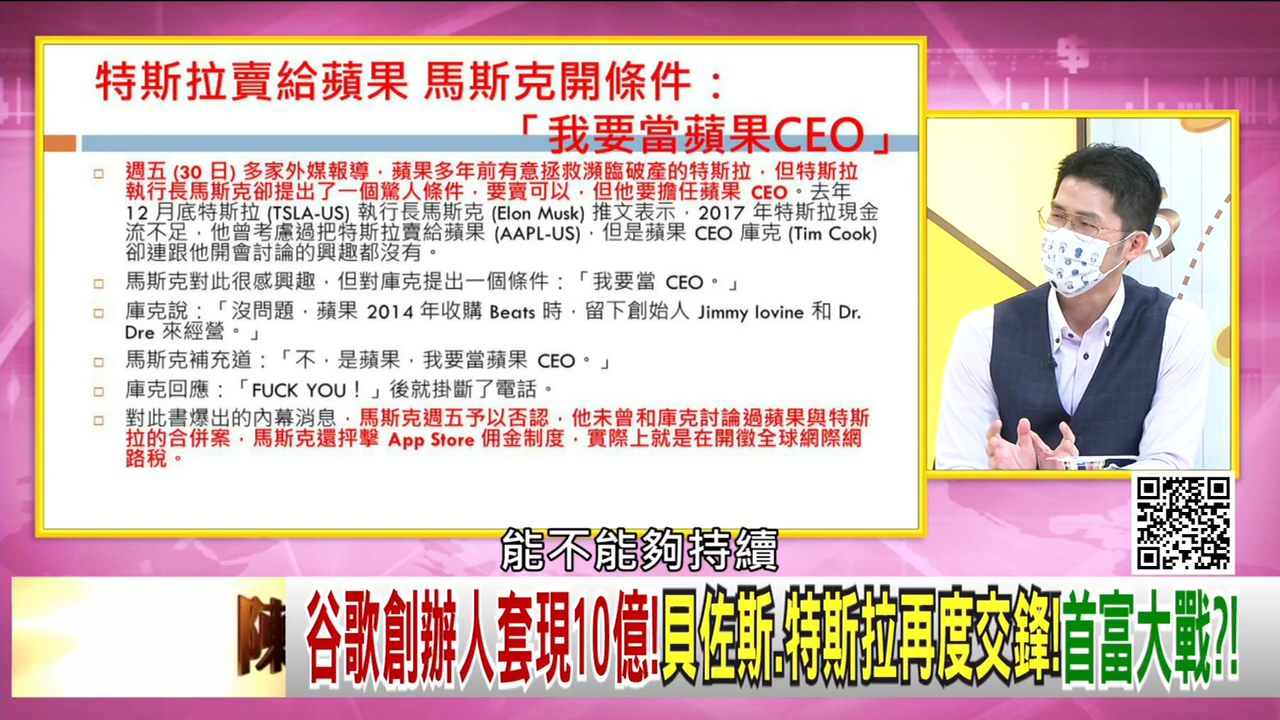 特斯拉賣給蘋果 馬斯克開條件：
「我要當蘋果CEO」
週五 (30 日) 多家外媒報導，蘋果多年前有意拯救瀕臨破產的特斯拉，但特斯拉
執行長馬斯克卻提出了一個驚人條件，要賣可以，但他要擔任蘋果 CEO。去年
12 月底特斯拉 (TSLA-US) 執行長馬斯克 (Elon Musk) 推文表示，2017 年特斯拉現金
流不足，他曾考慮過把特斯拉賣給蘋果 (AAPL-US)，但是蘋果 CEO 庫克 (Tim Cook)
卻連跟他開會討論的興趣都沒有。
馬斯克對此很感興趣，但對庫克提出一個條件：「我要當 CEO。」
庫克說：「沒問題，蘋果 2014 年收購 Beats 時，留下創始人 Jimmy Iovine 和 Dr.
Dre 來經營。」
馬斯克補充道：「不，是蘋果，我要當蘋果 CEO。」
庫克回應：「FUCK YOU！」後就掛斷了電話。
對此書爆出的內幕消息，馬斯克週五予以否認，他未曾和庫克討論過蘋果與特斯
拉的合併案，馬斯克還抨擊 App Store 佣金制度，實際上就是在開徵全球網際網
路稅。
能不能夠持續
陳
谷歌創辦人套現10億!貝佐斯.特斯拉再度交鋒!首富大戰?!